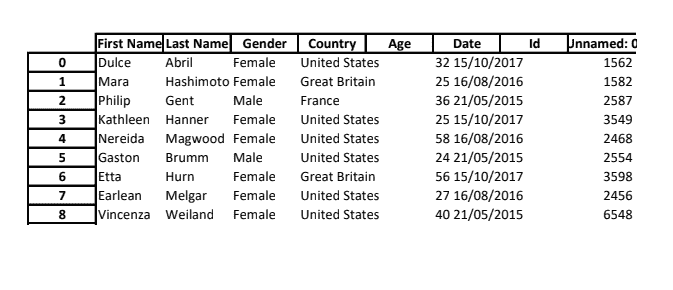 First Name Last Name Gender Country Age Date Id Unnamed: 0
0 Dulce Abril Female United States 32 15/10/2017 1562
1 Mara Hashimoto Female Great Britain 25 16/08/2016 1582
2 Philip Gent Male France 36 21/05/2015 2587
3 Kathleen Hanner Female United States 25 15/10/2017 3549
4 Nereida Magwood Female United States 58 16/08/2016 2468
5 Gaston Brumm Male United States 24 21/05/2015 2554
6 Etta Hurn Female Great Britain 56 15/10/2017 3598
7 Earlean Melgar Female United States 27 16/08/2016 2456
8 Vincenza Weiland Female United States 40 21/05/2015 6548